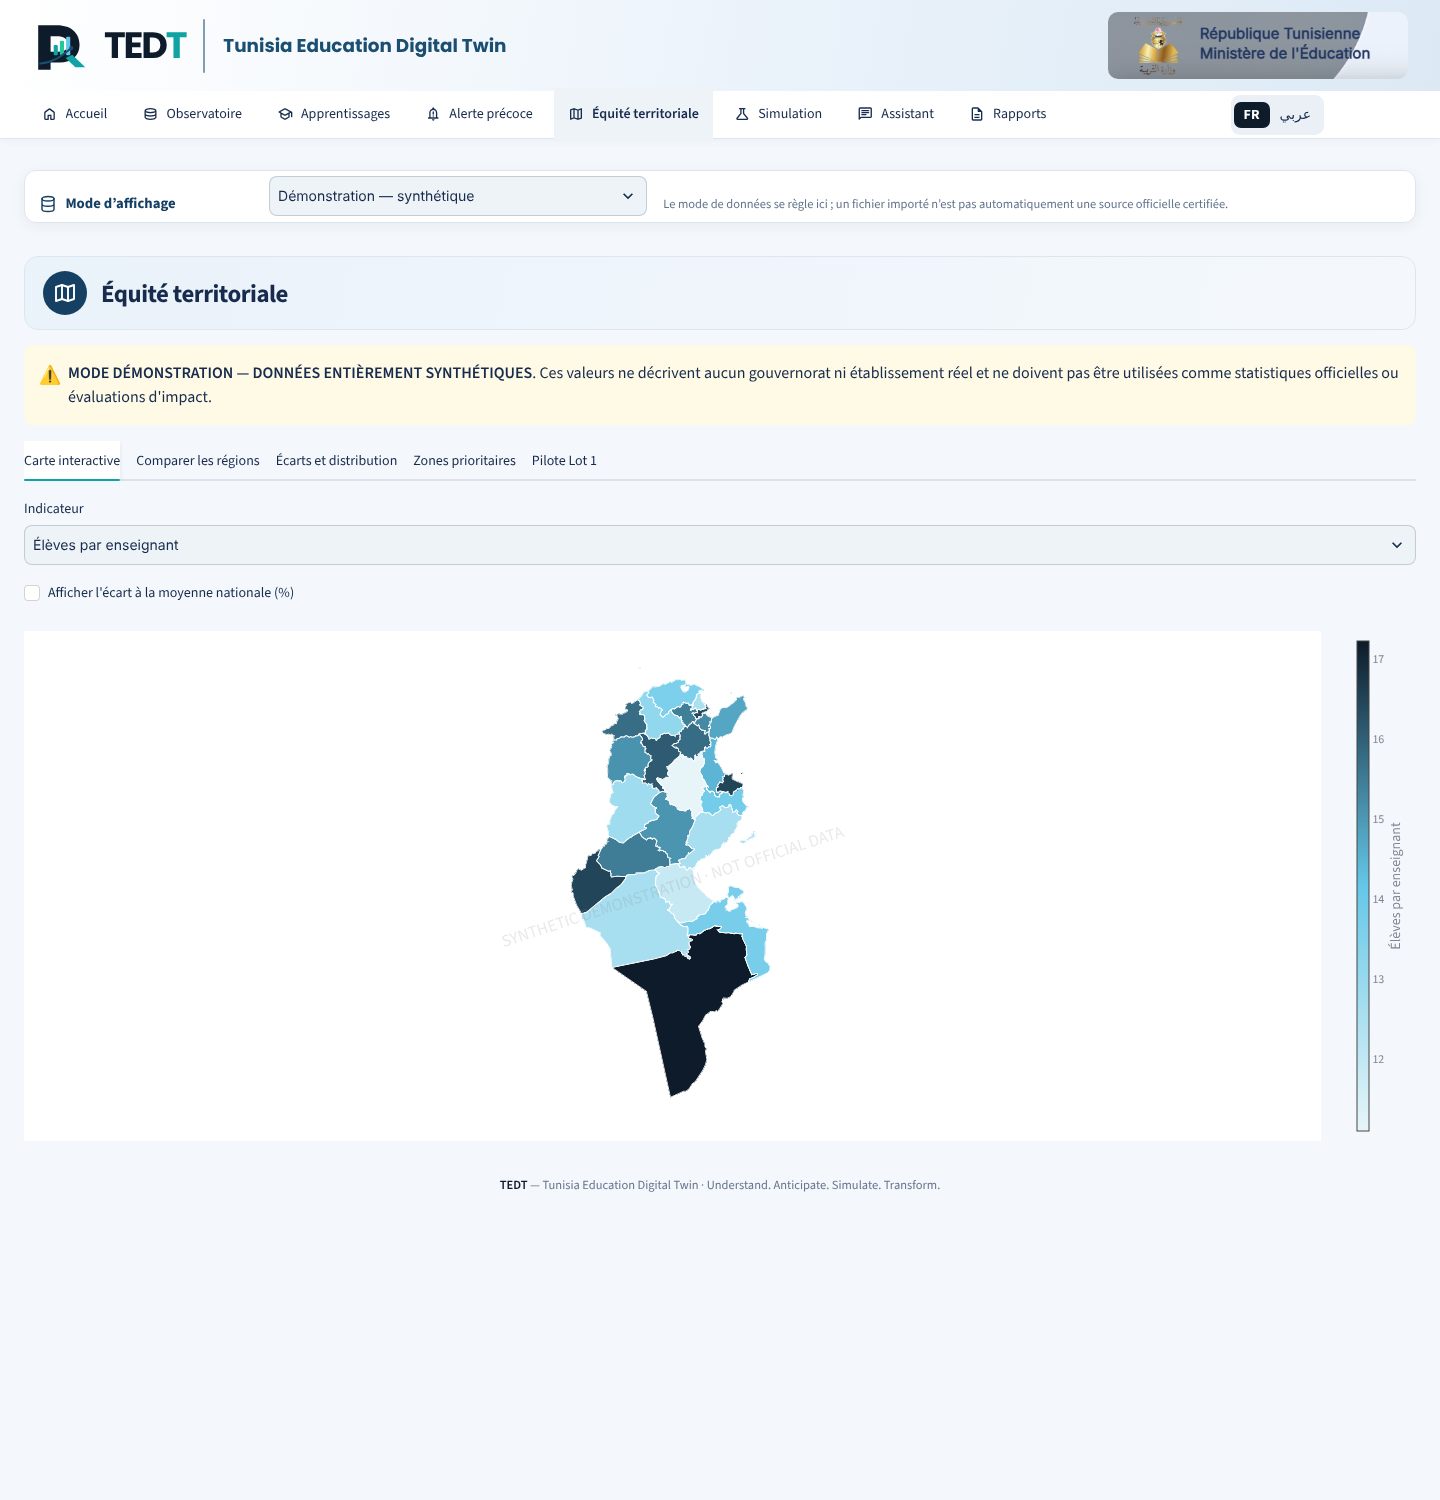 TEDT
Tunisia Education Digital Twin
République Tunisienne
Ministère de l'Éducation
Accueil
Observatoire
Apprentissages
Alerte précoce
Équité territoriale
Simulation
Assistant
Rapports
FR
عربي
Mode d’affichage
Démonstration — synthétique
Le mode de données se règle ici ; un fichier importé n’est pas automatiquement une source officielle certifiée.
Équité territoriale
MODE DÉMONSTRATION — DONNÉES ENTIÈREMENT SYNTHÉTIQUES. Ces valeurs ne décrivent aucun gouvernorat ni établissement réel et ne doivent pas être utilisées comme statistiques officielles ou
évaluations d'impact.
Carte interactive
Comparer les régions
Écarts et distribution
Zones prioritaires
Pilote Lot 1
Indicateur
Élèves par enseignant
Afficher l'écart à la moyenne nationale (%)
SYNTHETIC DEMONSTRATION · NOT OFFICIAL DATA
17
16
15
14
13
12
Élèves par enseignant
TEDT — Tunisia Education Digital Twin · Understand. Anticipate. Simulate. Transform.